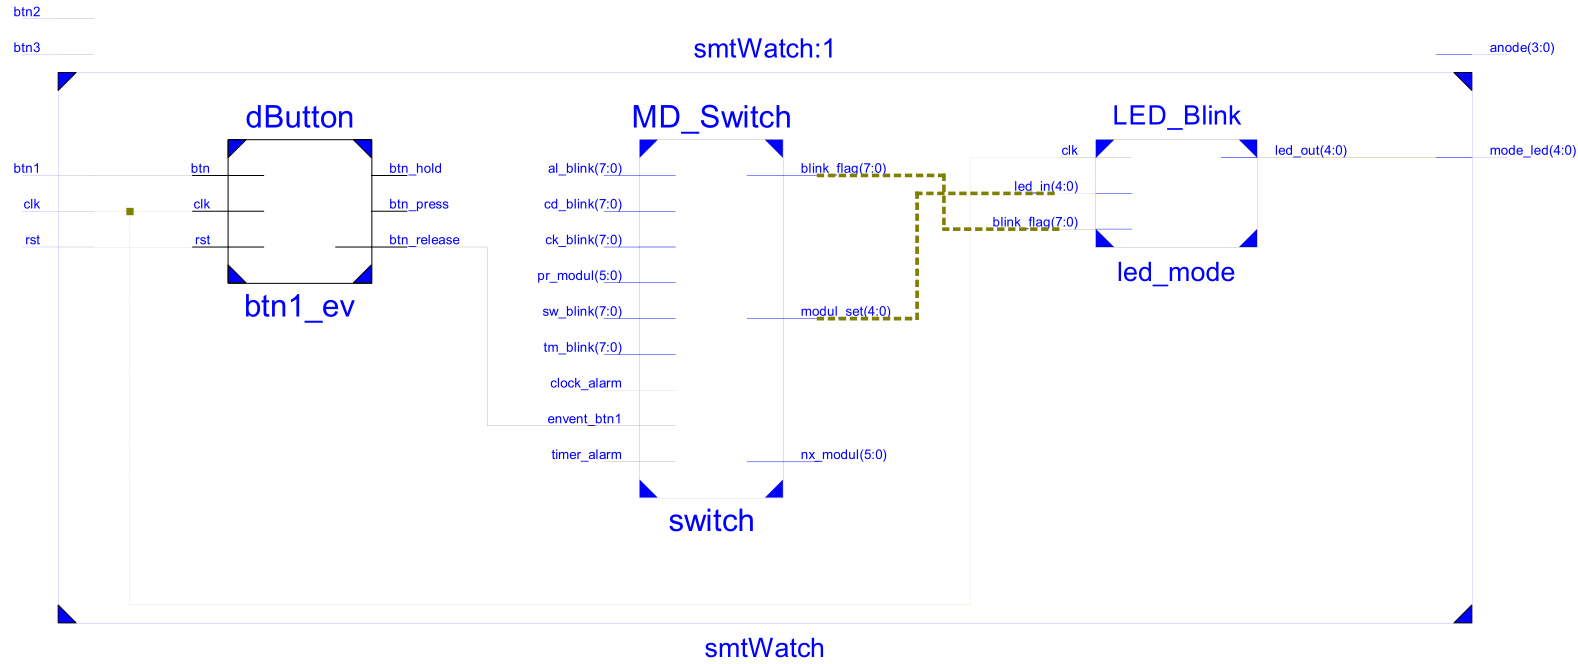 btn2
btn3
smtWatch:1
anode(3:0)
dButton
MD_Switch
LED_Blink
btn1
btn
btn_hold
al_blink(7:0)
blink_flag(7:0)
clk
led_out(4:0)
mode_led(4:0)
clk
clk
btn_press
cd_blink(7:0)
led_in(4:0)
rst
rst
btn_release
ck_blink(7:0)
blink_flag(7:0)
pr_modul(5:0)
led_mode
btn1_ev
sw_blink(7:0)
modul_set(4:0)
tm_blink(7:0)
clock_alarm
envent_btn1
timer_alarm
nx_modul(5:0)
switch
smtWatch